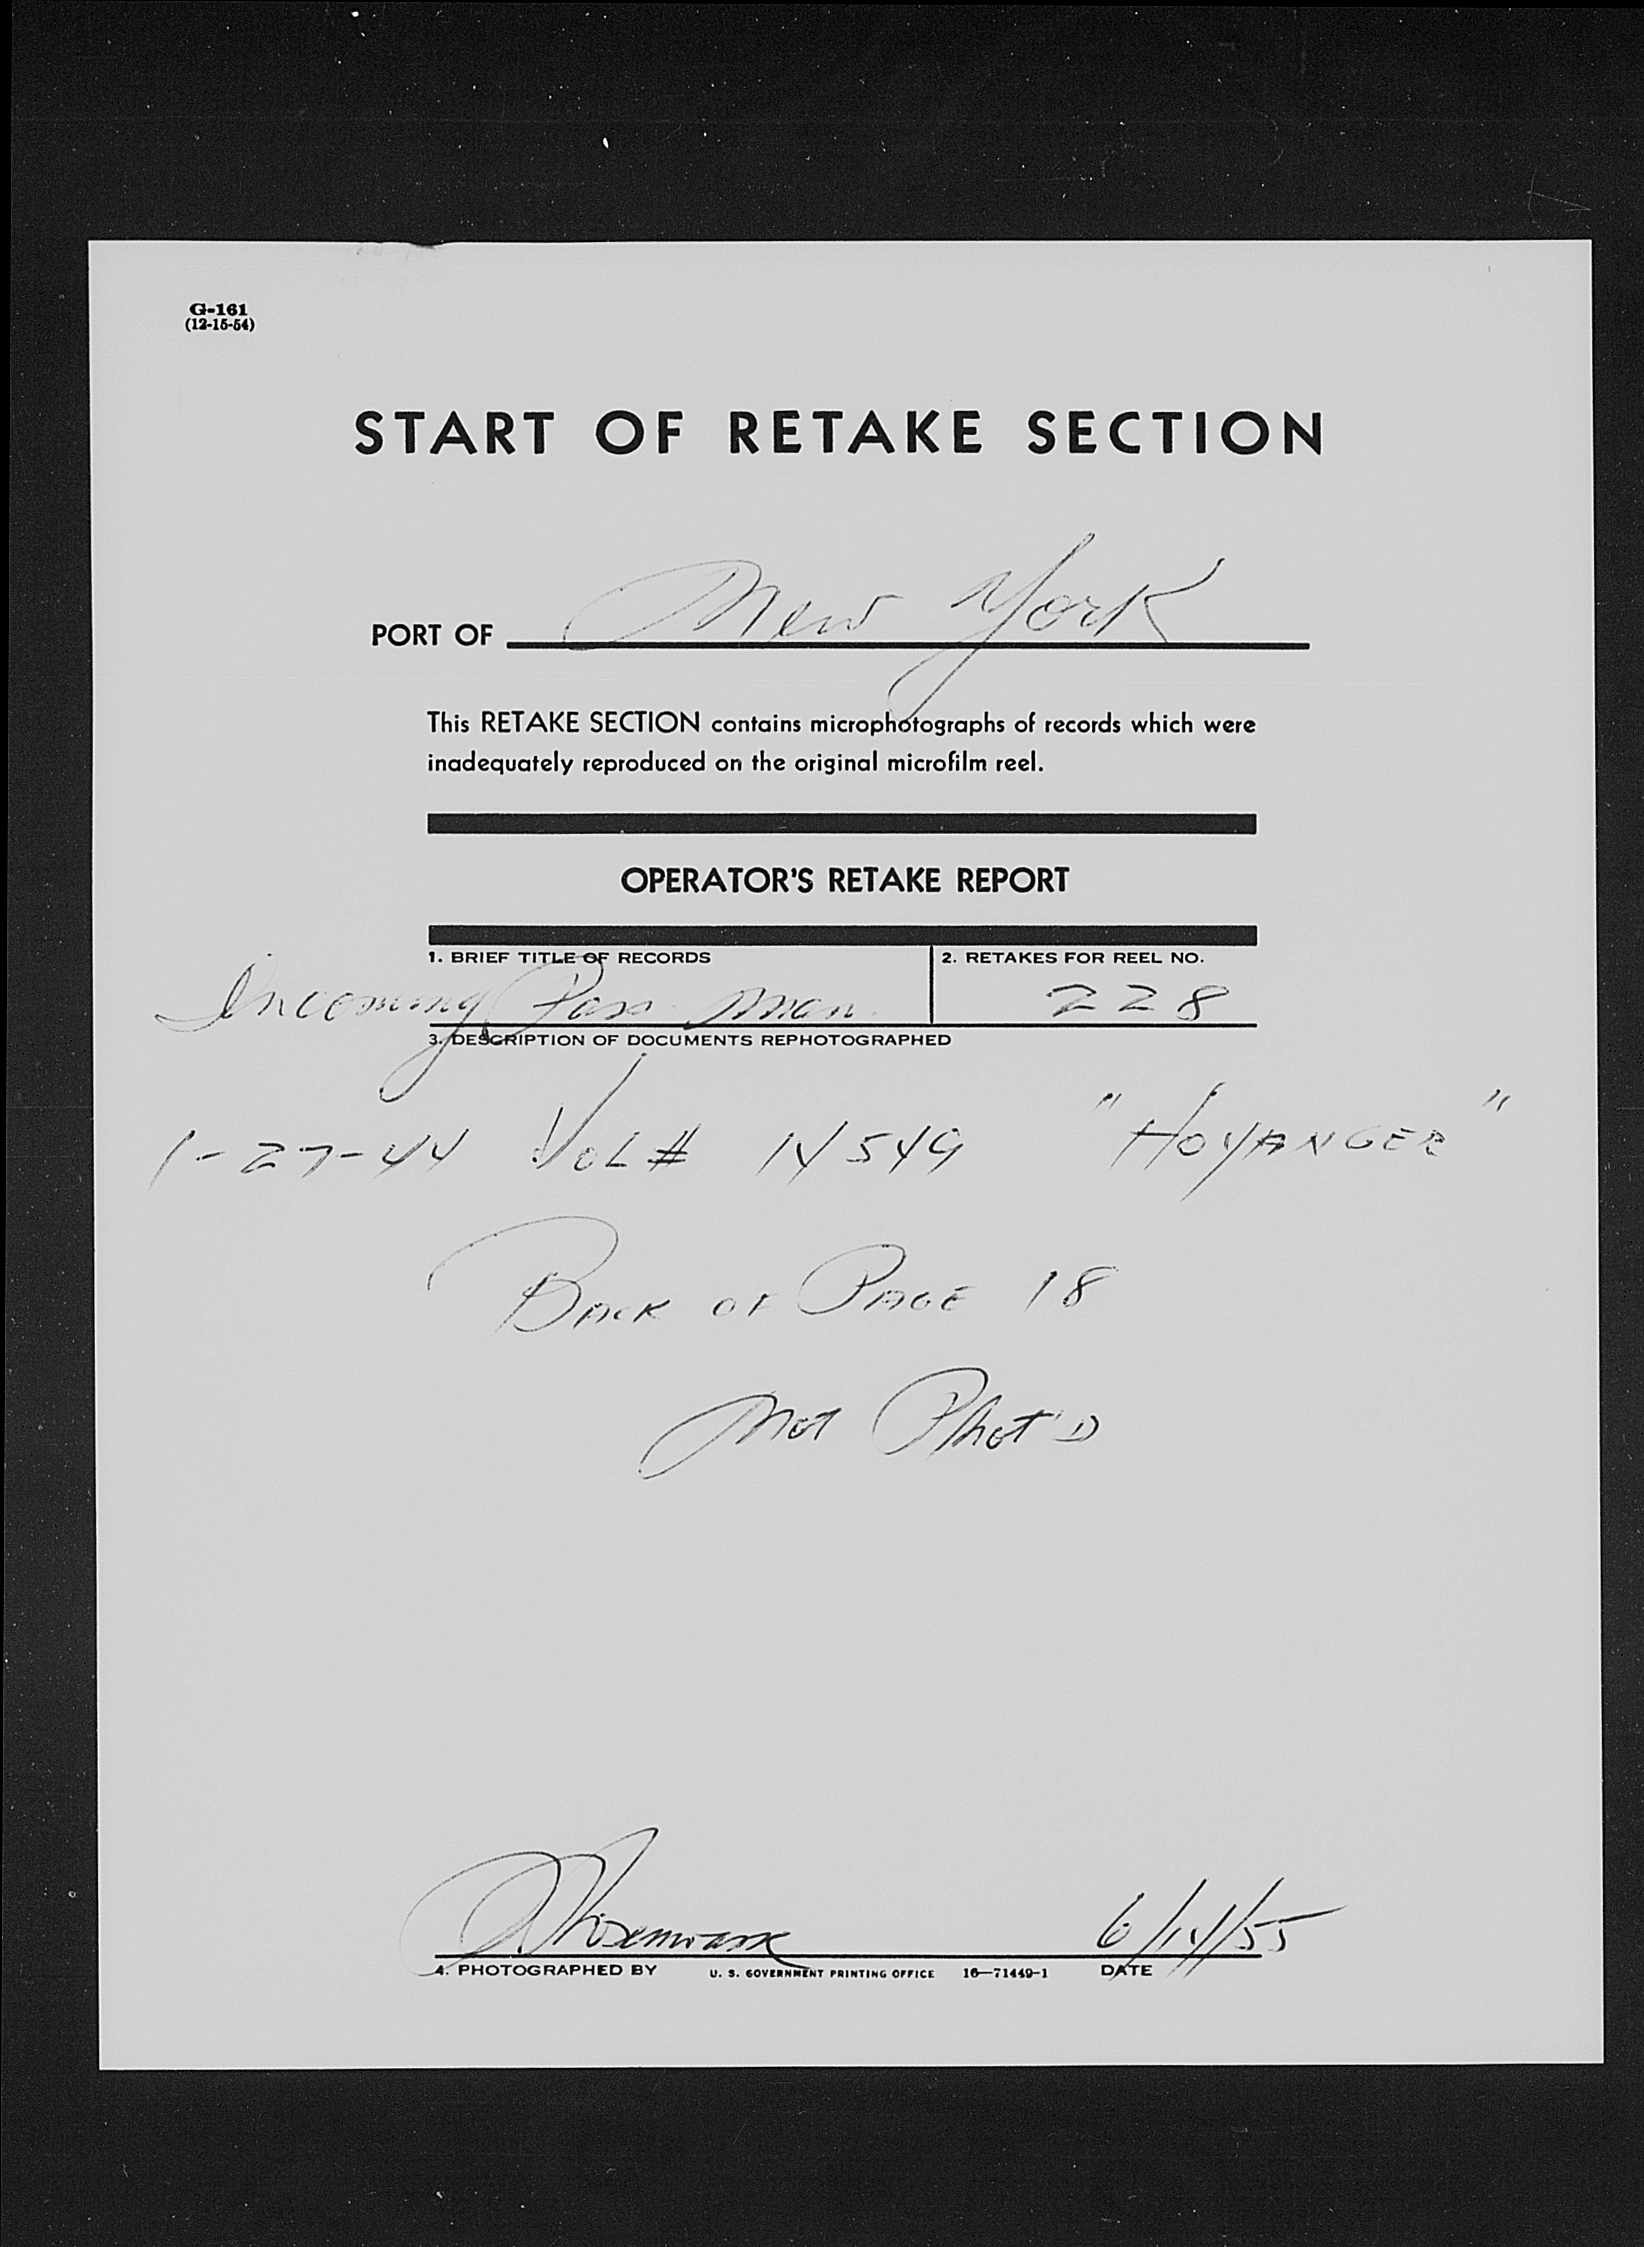 G-161
(12-15-54)
START OF RETAKE SECTION
PORT OF New York
This RETAKE SECTION contains microphotographs of records which were
inadequately reproduced on the original microfilm reel.
OPERATOR'S RETAKE REPORT
1. BRIEF TITLE OF RECORDS 2. RETAKES FOR REEL NO.
Incoming Pass Man. 228
3. DESCRIPTION OF DOCUMENTS REPHOTOGRAPHED
1-27-44 VOL# 14549 "HOYANGER"
BACK OF PAGE 18
Not Phot'D
6/14/55
4. PHOTOGRAPHED BY U. S. GOVERNMENT PRINTING OFFICE 16—71449-1 DATE